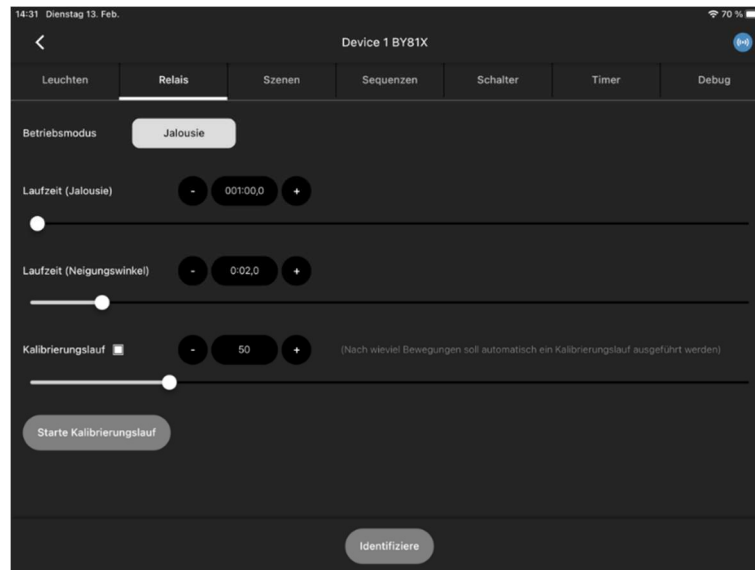 14:31 Dienstag 13. Feb. 70 %
Device 1 BY81X
Leuchten Relais Szenen Sequenzen Schalter Timer Debug
Betriebsmodus Jalousie
Laufzeit (Jalousie) - 001:00,0 +
Laufzeit (Neigungswinkel) - 0:02,0 +
Kalibrierungslauf - 50 + (Nach wieviel Bewegungen soll automatisch ein Kalibrierungslauf ausgeführt werden)
Starte Kalibrierungslauf
Identifiziere